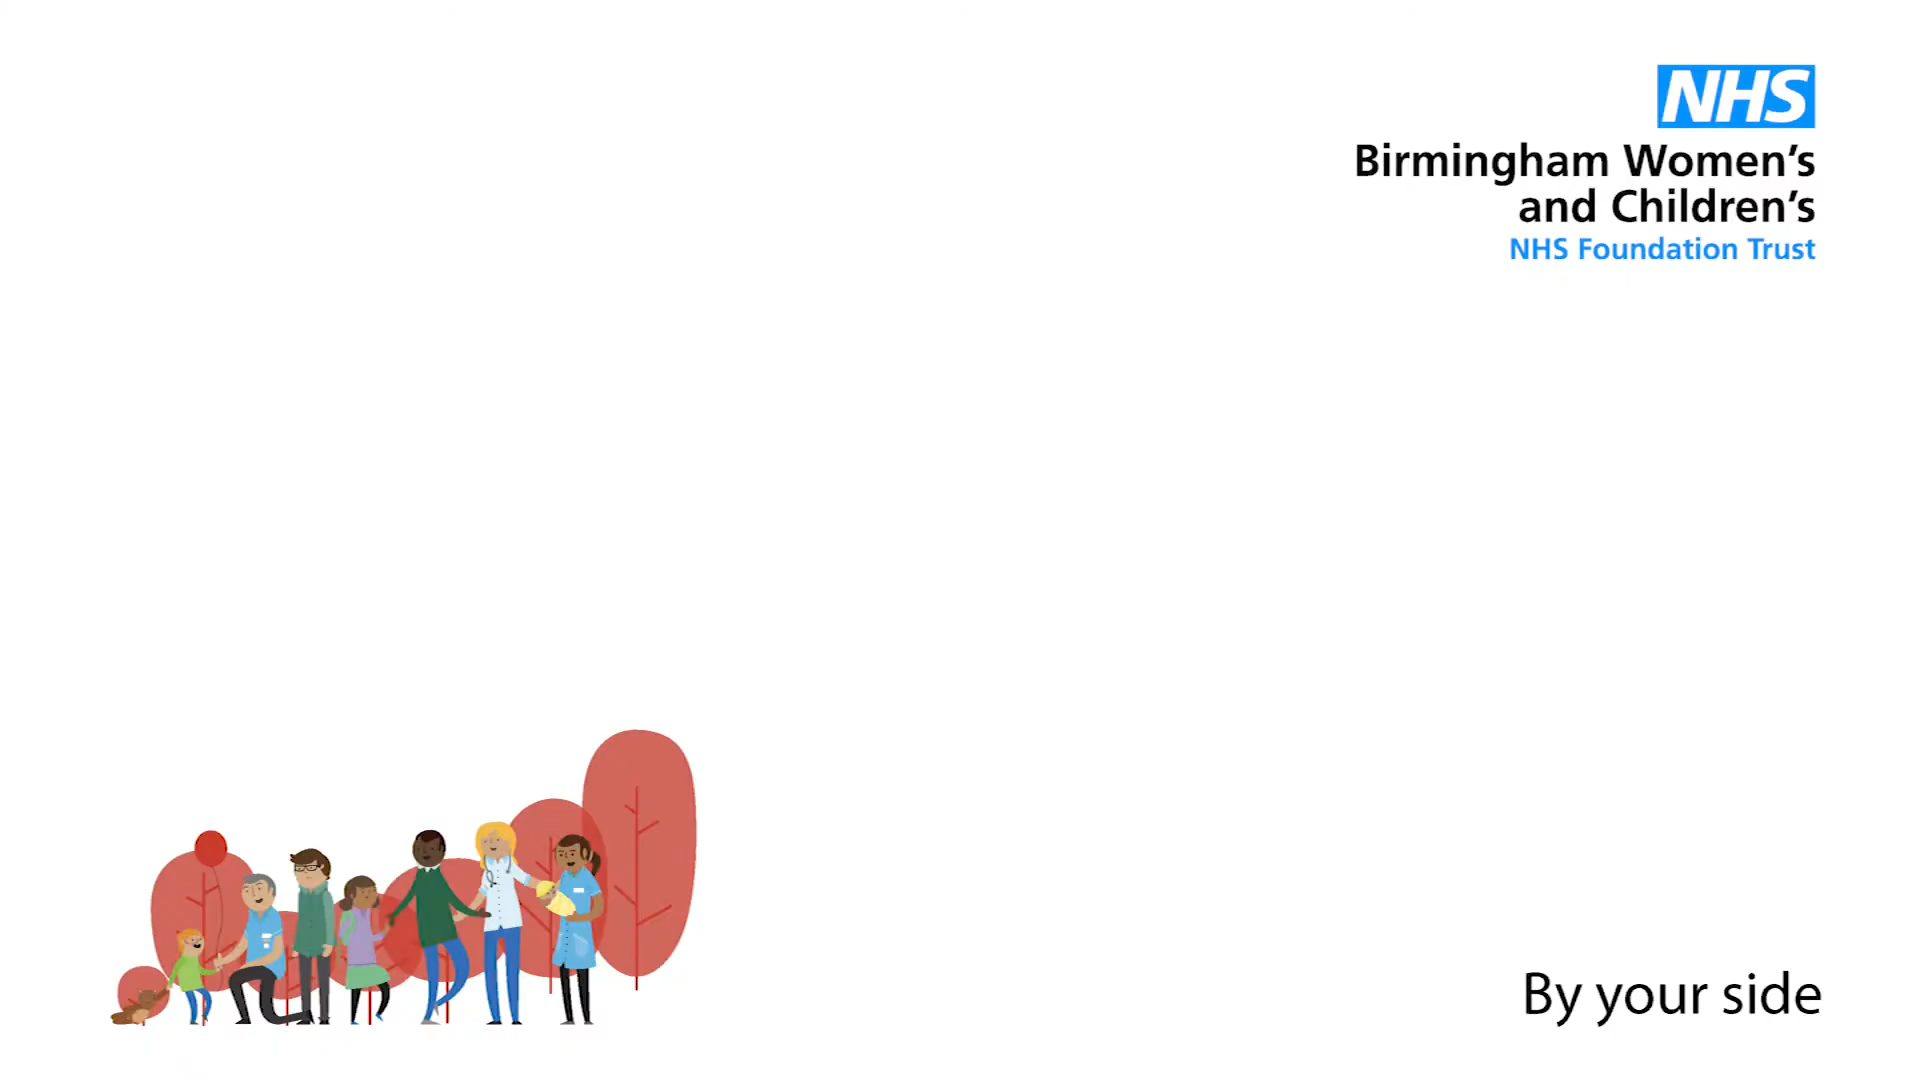 NHS
Birmingham Women's
and Children's
NHS Foundation Trust
By your side